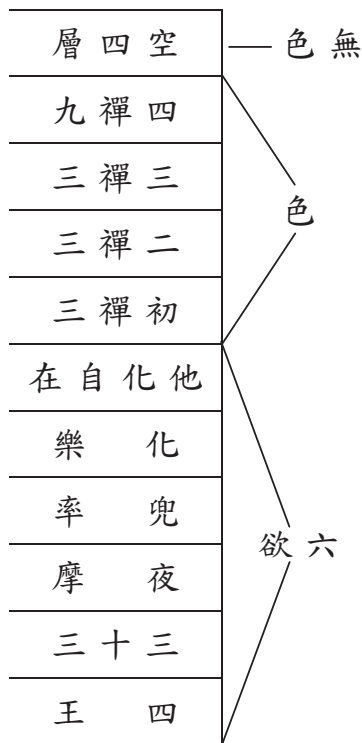 無色
空四層
四禪九
三禪三
色
二禪三
初禪三
他化自在
化樂
兜率
六欲
夜摩
三十三
四王